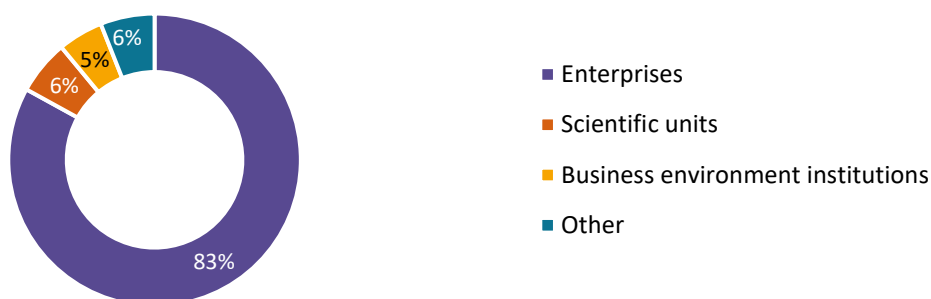 6%
5%
6%
83%
Enterprises
Scientific units
Business environment institutions
Other